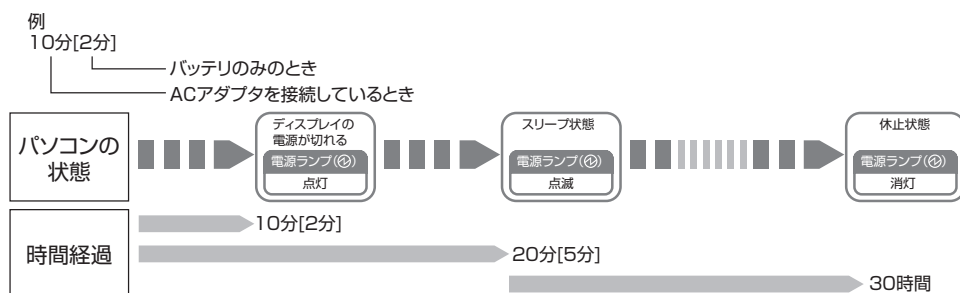 例
10分[2分]
バッテリのみのとき
ACアダプタを接続しているとき
パソコンの
状態
ディスプレイの
電源が切れる
電源ランプ()
点灯
スリープ状態
電源ランプ()
点滅
休止状態
電源ランプ()
消灯
時間経過
10分[2分]
20分[5分]
30時間